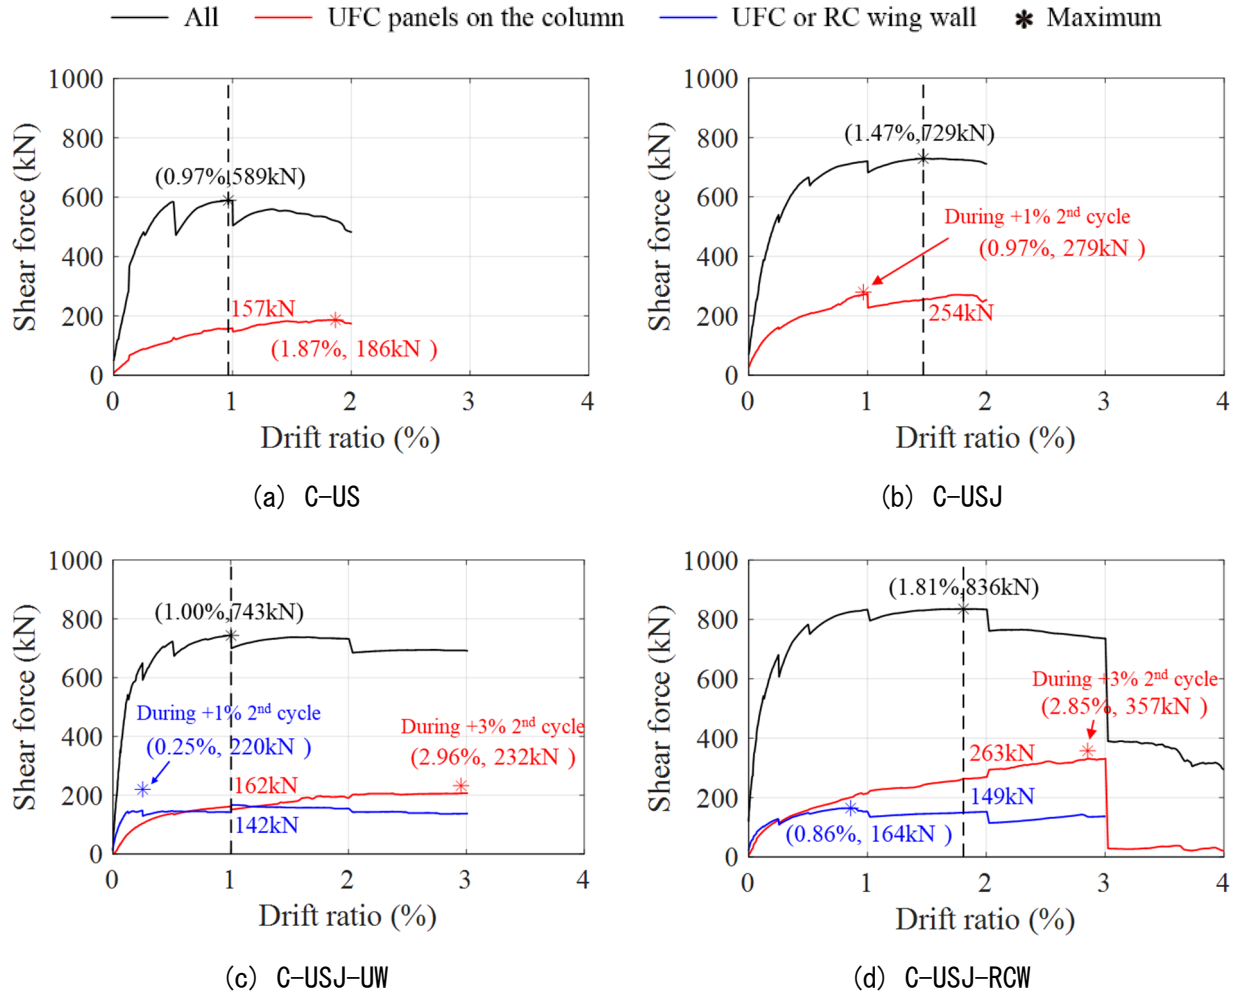 All UFC panels on the column UFC or RC wing wall * Maximum
1000
800
600
400
200
0
0 1 2 3 4
Shear force (kN)
Drift ratio (%)
(0.97%,589kN)
157kN
(1.87%, 186kN )
(a) C-US
1000
800
600
400
200
0
0 1 2 3 4
Shear force (kN)
Drift ratio (%)
(1.47%,729kN)
During +1% 2nd cycle
(0.97%, 279kN )
254kN
(b) C-USJ
1000
800
600
400
200
0
0 1 2 3 4
Shear force (kN)
Drift ratio (%)
(1.00%,743kN)
During +1% 2nd cycle
(0.25%, 220kN )
During +3% 2nd cycle
(2.96%, 232kN )
162kN
142kN
(c) C-USJ-UW
1000
800
600
400
200
0
0 1 2 3 4
Shear force (kN)
Drift ratio (%)
(1.81%,836kN)
During +3% 2nd cycle
(2.85%, 357kN )
263kN
149kN
(0.86%, 164kN )
(d) C-USJ-RCW